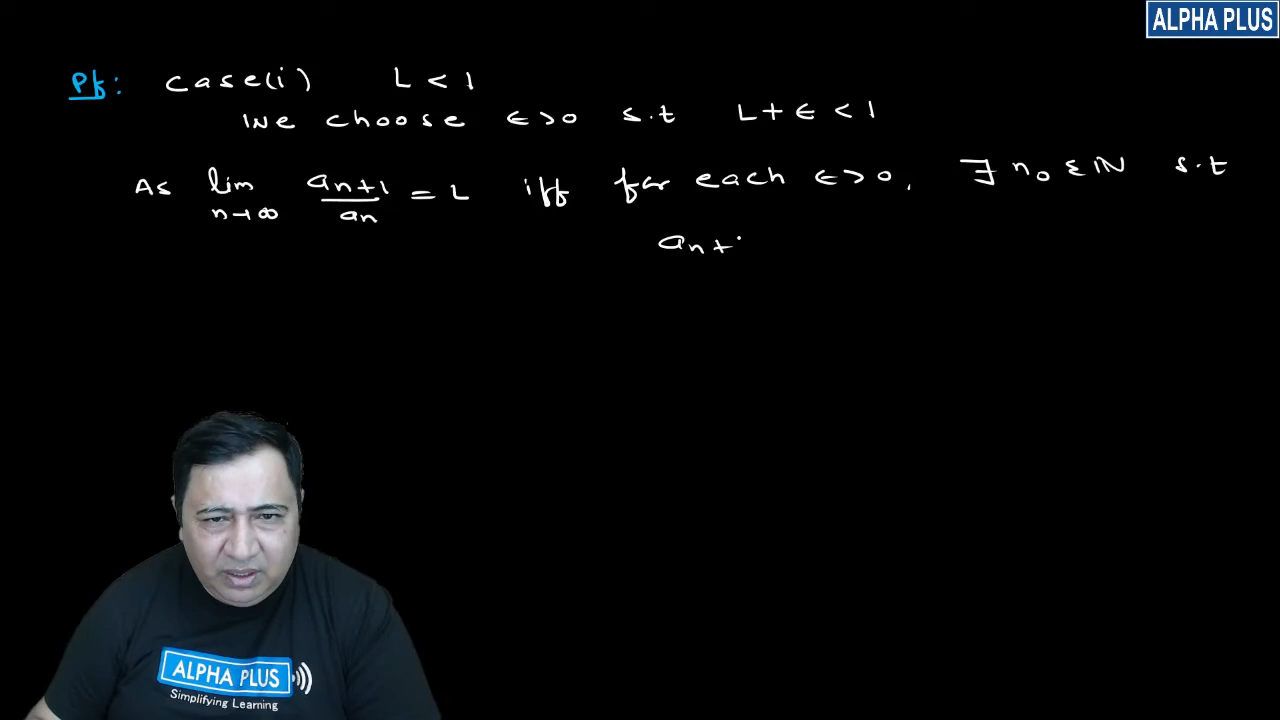 ALPHA PLUS
Pf: case(i) L < 1
We choose ϵ>0 s.t L+ϵ < 1
As lim n→∞ an+1/an = L iff for each ϵ>0, ∃ n0 ∈ ℕ s.t
an+
ALPHA PLUS
Simplifying Learning